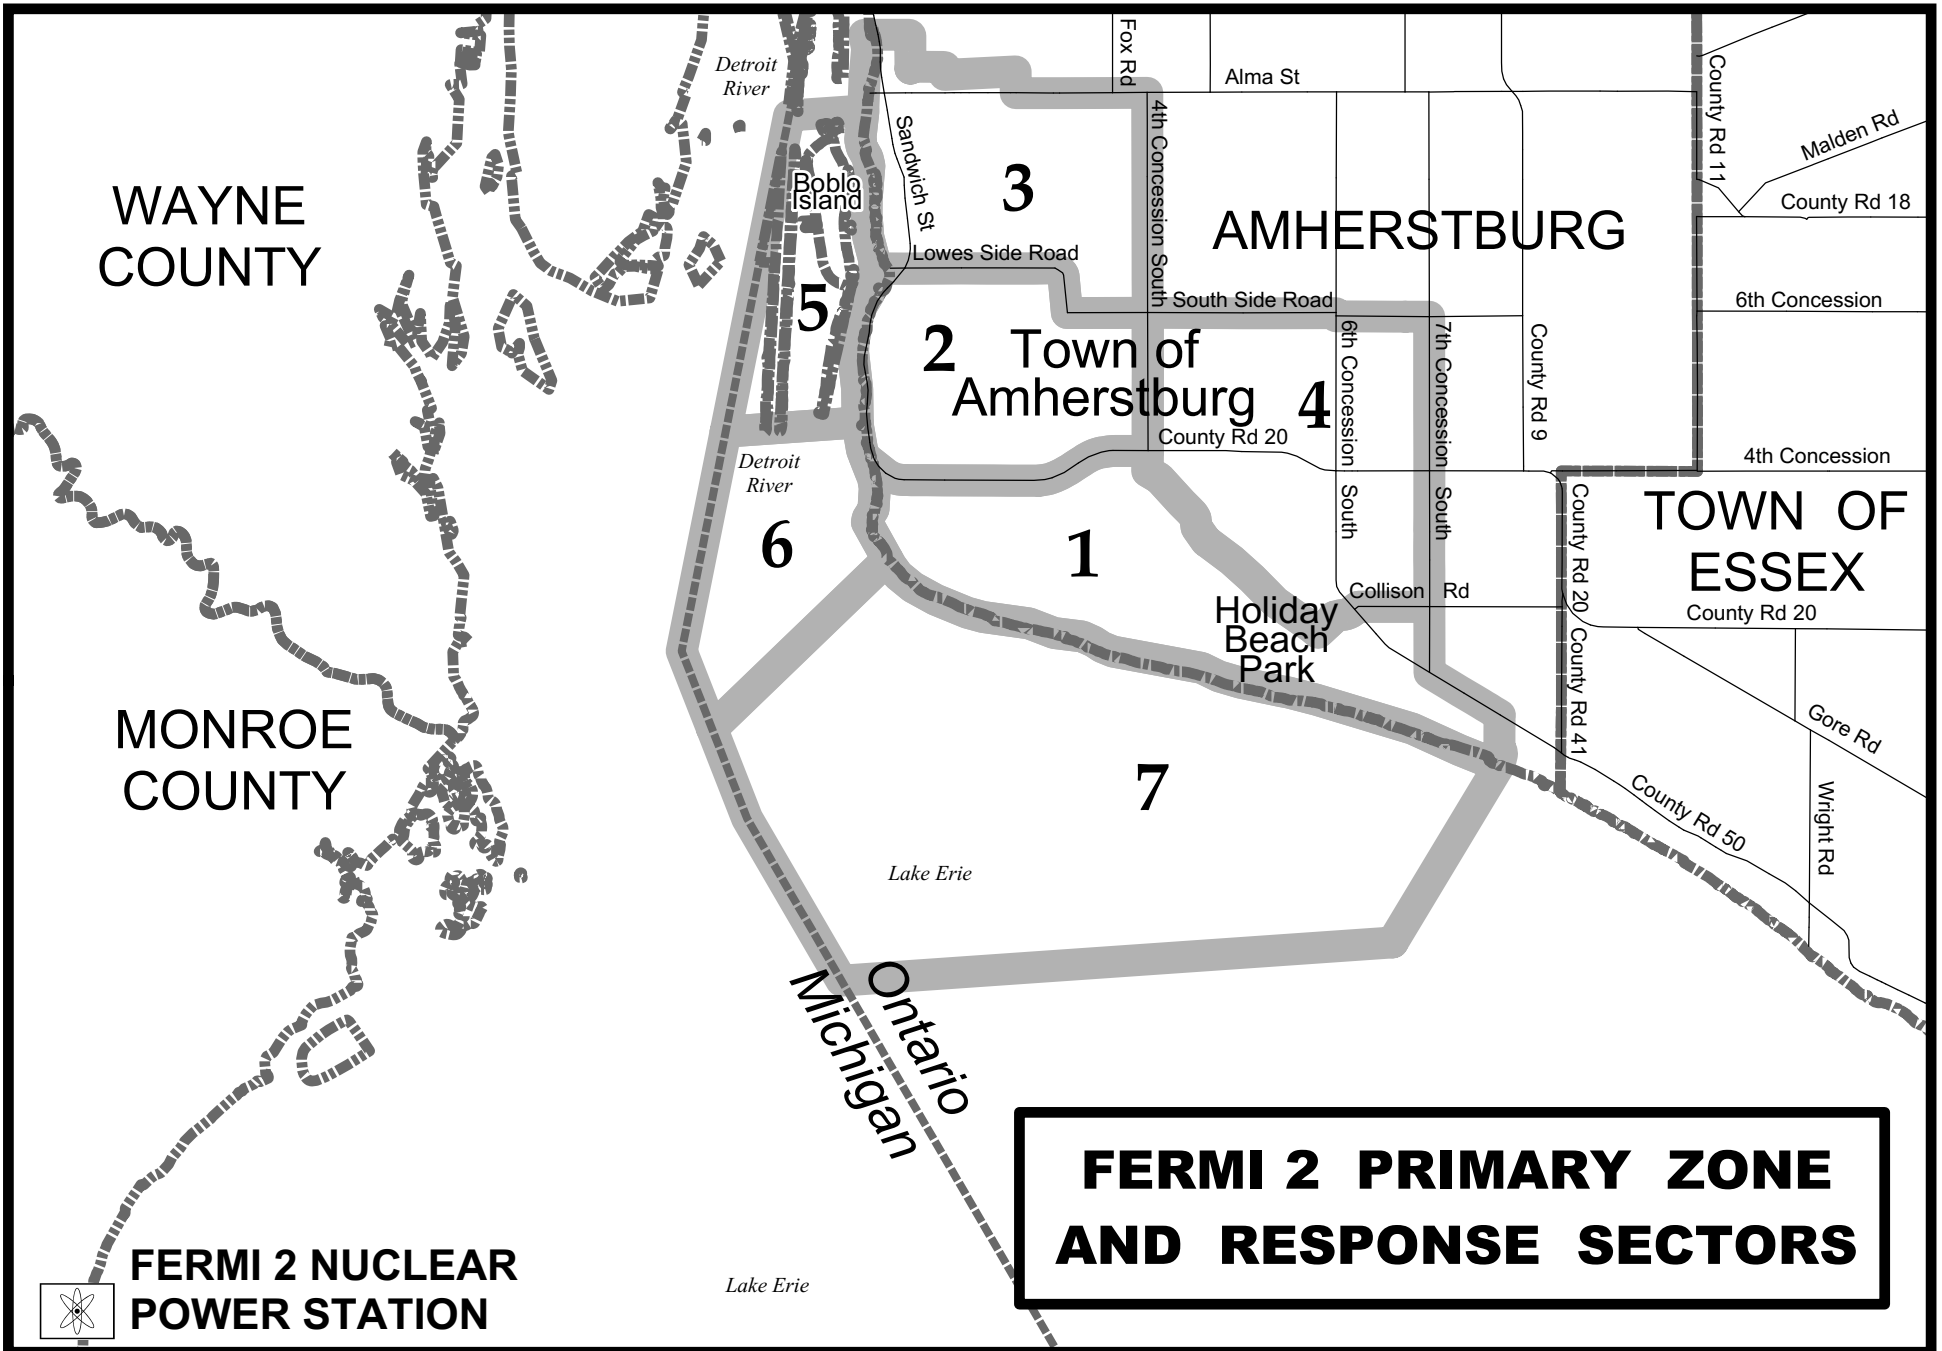 Detroit
River
Fox Rd
Alma St
County Rd 11
Malden Rd
County Rd 18
WAYNE
COUNTY
Boblo
Island
Sandwich St
3
4th Concession South
AMHERSTBURG
Lowes Side Road
South Side Road
6th Concession
5
2
Town of
Amherstburg
4
6th Concession
South
7th Concession
South
County Rd 9
County Rd 20
4th Concession
Detroit
River
6
1
TOWN OF
ESSEX
County Rd 20
County Rd 20
County Rd 41
Collison Rd
Holiday
Beach
Park
MONROE
COUNTY
Gore Rd
Wright Rd
County Rd 50
7
Lake Erie
Ontario
Michigan
FERMI 2 PRIMARY ZONE
AND RESPONSE SECTORS
FERMI 2 NUCLEAR
POWER STATION
Lake Erie